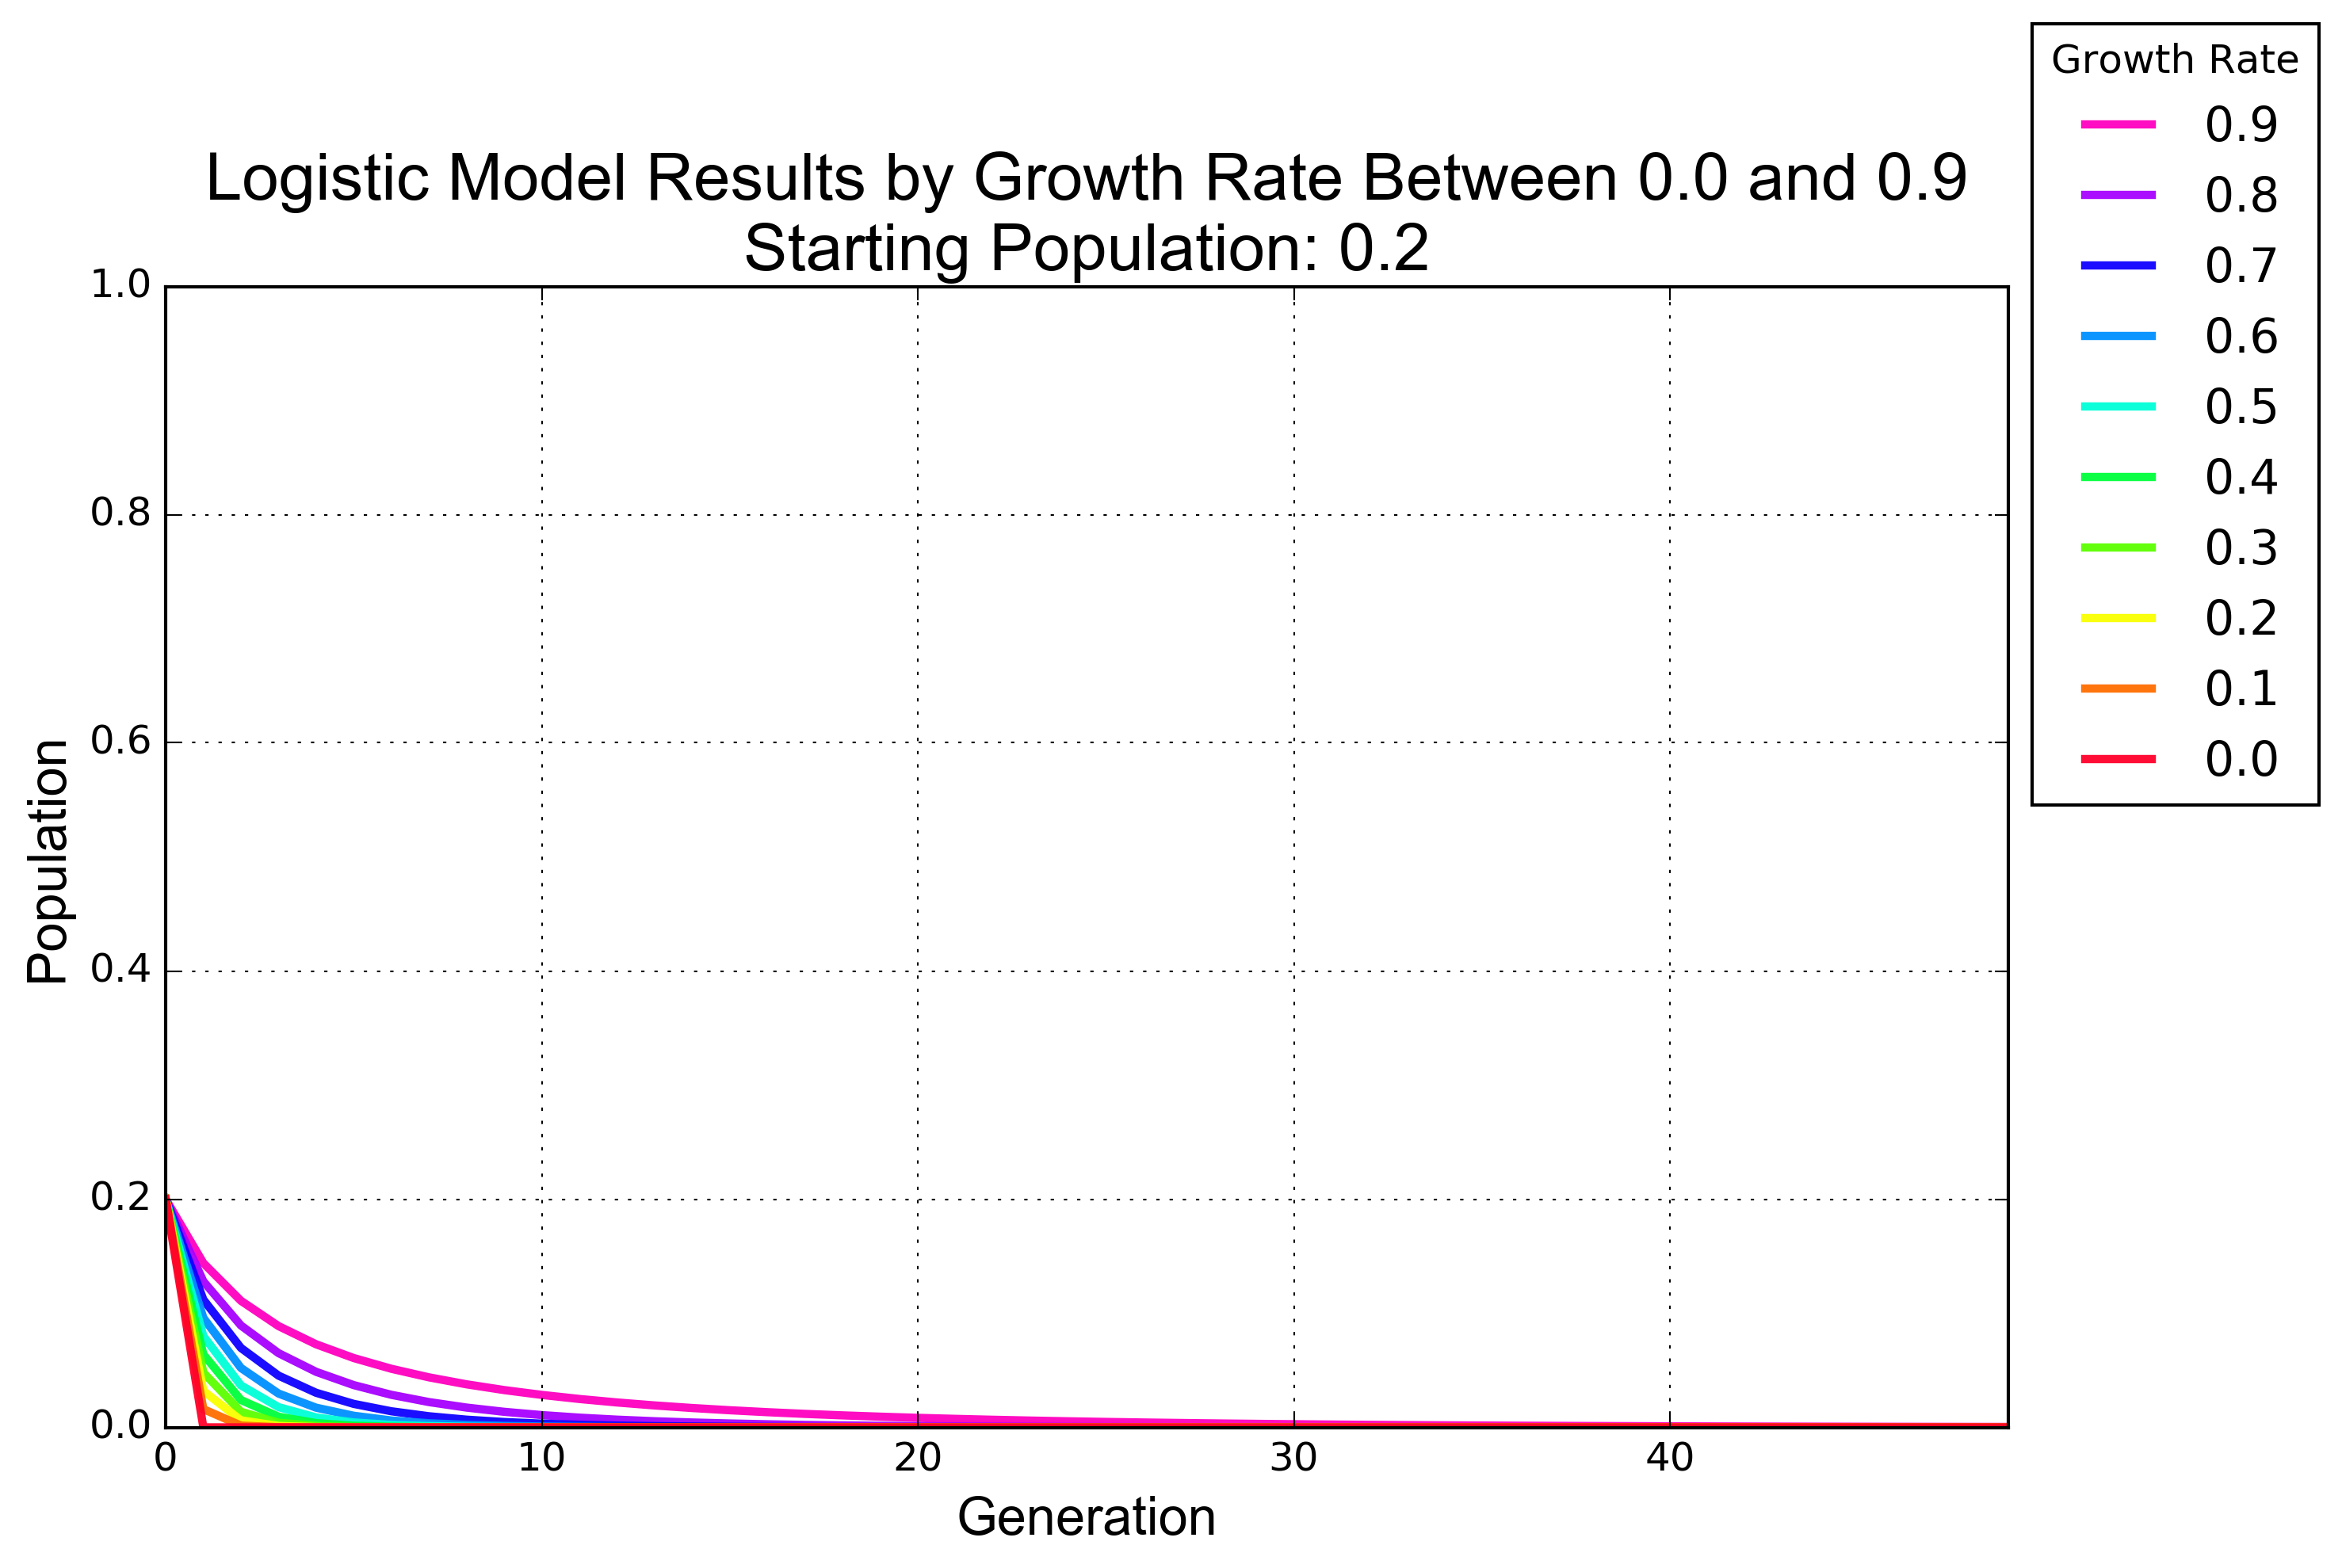 Growth Rate
0.9
0.8
0.7
0.6
0.5
0.4
0.3
0.2
0.1
0.0
Logistic Model Results by Growth Rate Between 0.0 and 0.9
Starting Population: 0.2
1.0
0.8
0.6
0.4
0.2
0.0
Population
0 10 20 30 40
Generation